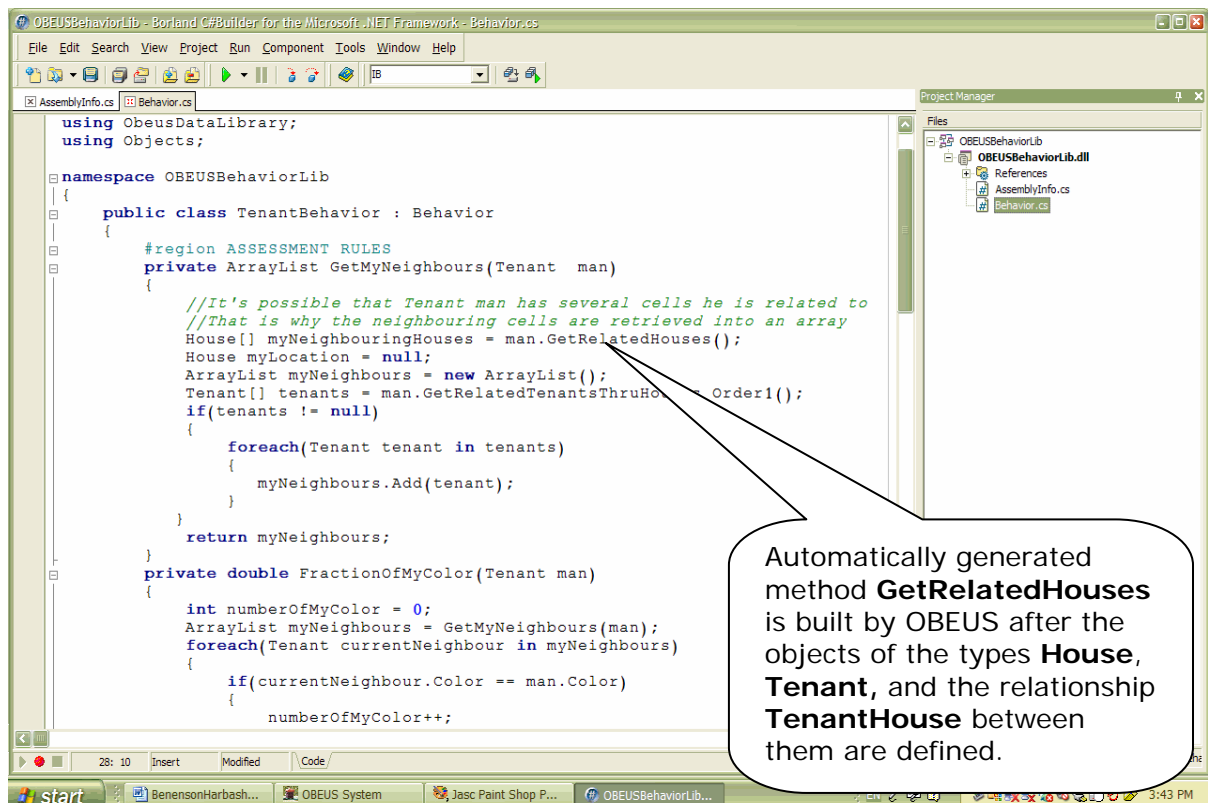 OBEUSBehaviorLib - Borland C#Builder for the Microsoft .NET Framework - Behavior.cs
File Edit Search View Project Run Component Tools Window Help
IB
AssemblyInfo.cs Behavior.cs
using ObeusDataLibrary;
using Objects;
namespace OBEUSBehaviorLib
{
public class TenantBehavior : Behavior
{
#region ASSESSMENT RULES
private ArrayList GetMyNeighbours(Tenant man)
{
//It's possible that Tenant man has several cells he is related to
//That is why the neighbouring cells are retrieved into an array
House[] myNeighbouringHouses = man.GetRelatedHouses();
House myLocation = null;
ArrayList myNeighbours = new ArrayList();
Tenant[] tenants = man.GetRelatedTenantsThruHo Order1();
if(tenants != null)
{
foreach(Tenant tenant in tenants)
{
myNeighbours.Add(tenant);
}
}
return myNeighbours;
}
private double FractionOfMyColor(Tenant man)
{
int numberOfMyColor = 0;
ArrayList myNeighbours = GetMyNeighbours(man);
foreach(Tenant currentNeighbour in myNeighbours)
{
if(currentNeighbour.Color == man.Color)
{
numberOfMyColor++;
28: 10 Insert Modified Code
Project Manager
Files
OBEUSBehaviorLib
OBEUSBehaviorLib.dll
References
AssemblyInfo.cs
Behavior.cs
Automatically generated
method GetRelatedHouses
is built by OBEUS after the
objects of the types House,
Tenant, and the relationship
TenantHouse between
them are defined.
start BenensonHarbash... OBEUS System Jasc Paint Shop P... OBEUSBehaviorLib... EN 3:43 PM